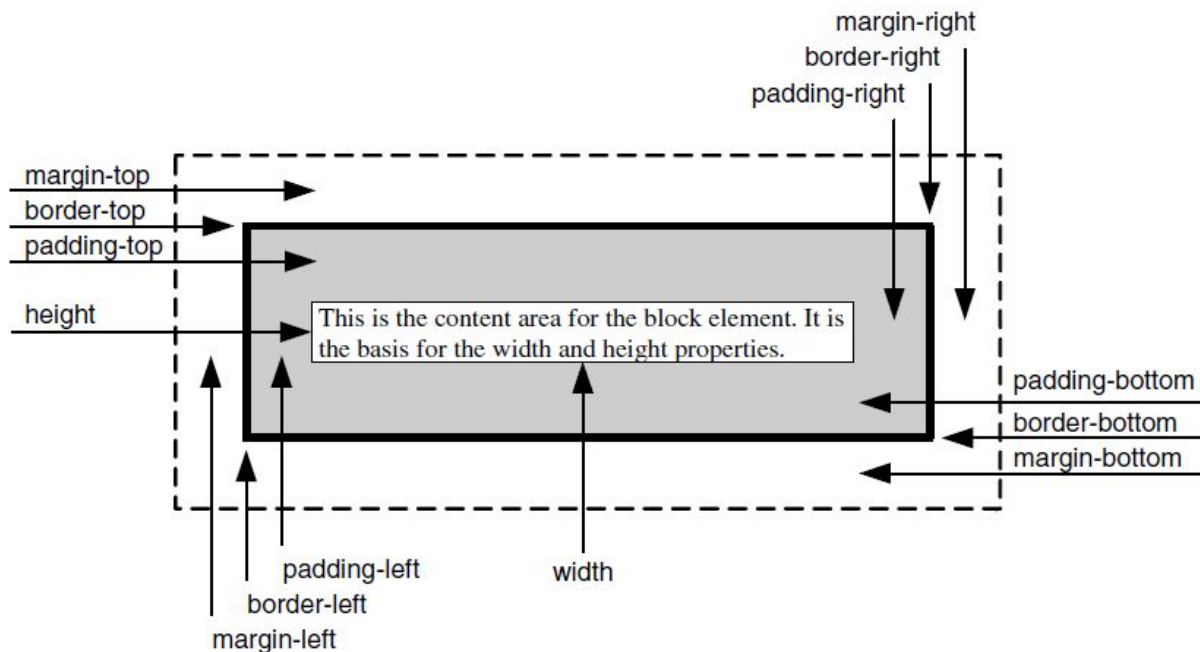 margin-right
border-right
padding-right
margin-top
border-top
padding-top
height
This is the content area for the block element. It is
the basis for the width and height properties.
padding-bottom
border-bottom
margin-bottom
padding-left
width
border-left
margin-left